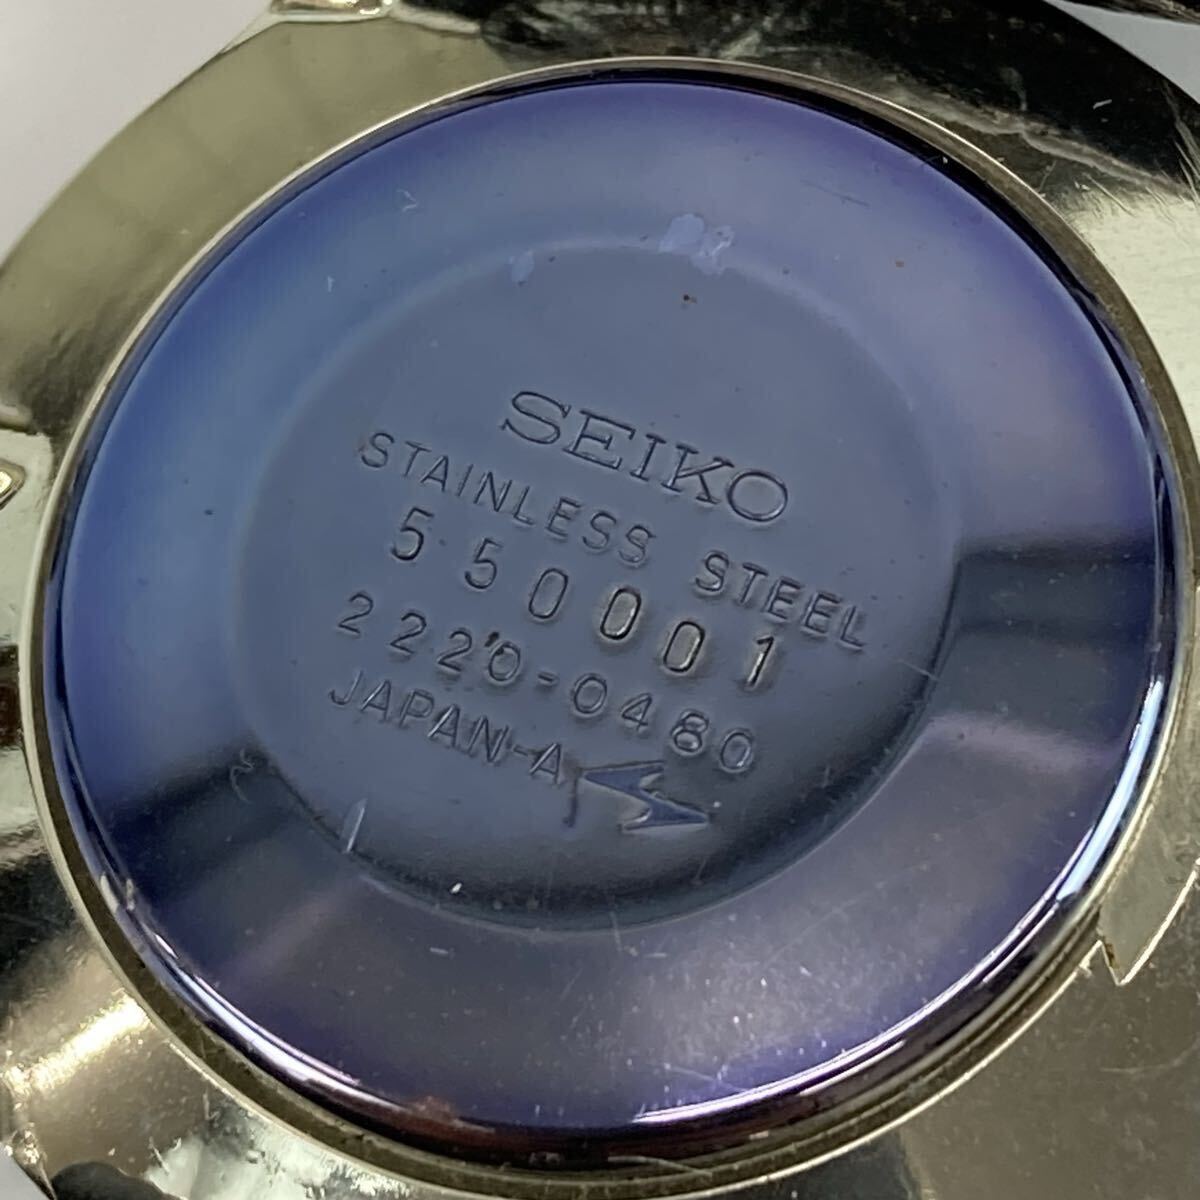 SEIKO
STAINLESS STEEL
550001
2220-0480
JAPAN-A